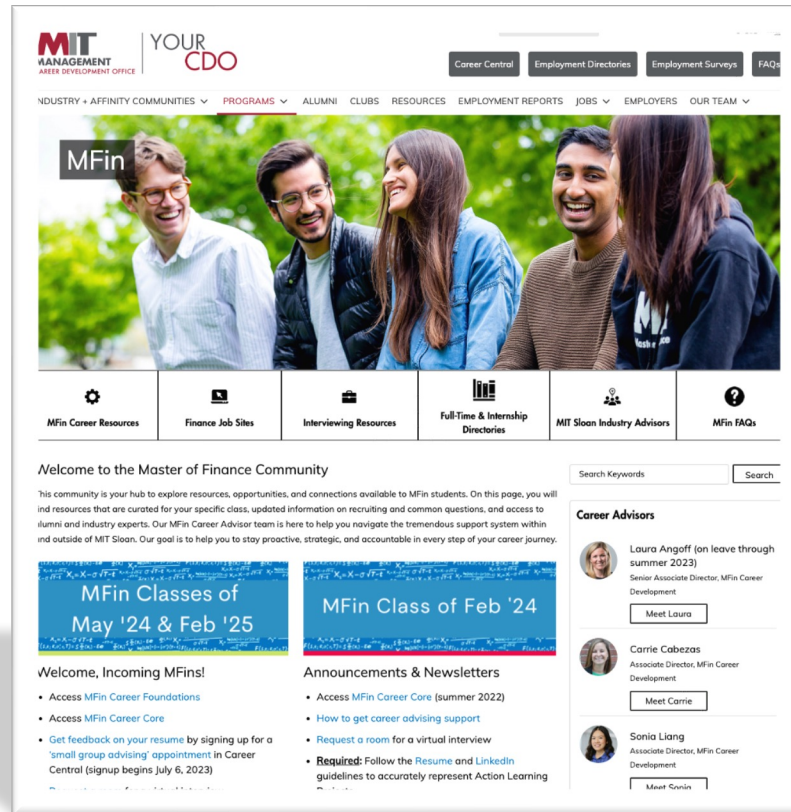 MIT
MANAGEMENT
CAREER DEVELOPMENT OFFICE
YOUR
CDO
Career Central
Employment Directories
Employment Surveys
FAQs
INDUSTRY + AFFINITY COMMUNITIES
PROGRAMS
ALUMNI
CLUBS
RESOURCES
EMPLOYMENT REPORTS
JOBS
EMPLOYERS
OUR TEAM
MFin
MFin Career Resources
Finance Job Sites
Interviewing Resources
Full-Time & Internship
Directories
MIT Sloan Industry Advisors
MFin FAQs
Welcome to the Master of Finance Community
This community is your hub to explore resources, opportunities, and connections available to MFin students. On this page, you will
find resources that are curated for your specific class, updated information on recruiting and common questions, and access to
alumni and industry experts. Our MFin Career Advisor team is here to help you navigate the tremendous support system within
and outside of MIT Sloan. Our goal is to help you to stay proactive, strategic, and accountable in every step of your career journey.
MFin Classes of
May '24 & Feb '25
Welcome, Incoming MFins!
• Access MFin Career Foundations
• Access MFin Career Core
• Get feedback on your resume by signing up for a
'small group advising' appointment in Career
Central (signup begins July 6, 2023)
MFin Class of Feb '24
Announcements & Newsletters
• Access MFin Career Core (summer 2022)
• How to get career advising support
• Request a room for a virtual interview
• Required: Follow the Resume and LinkedIn
guidelines to accurately represent Action Learning
Search Keywords
Search
Career Advisors
Laura Angoff (on leave through
summer 2023)
Senior Associate Director, MFin Career
Development
Meet Laura
Carrie Cabezas
Associate Director, MFin Career
Development
Meet Carrie
Sonia Liang
Associate Director, MFin Career
Development
Meet Sonia